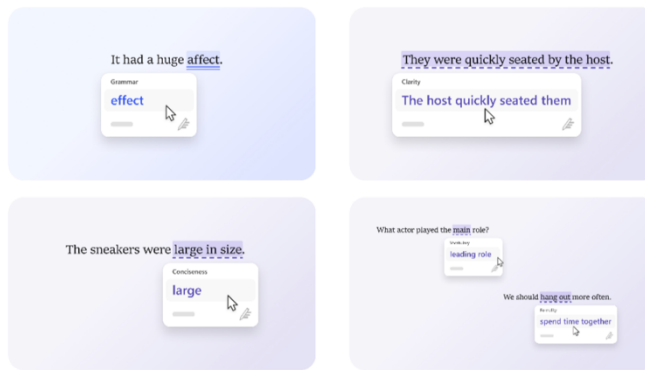 It had a huge affect.
Grammar
effect
They were quickly seated by the host.
Clarity
The host quickly seated them
The sneakers were large in size.
Conciseness
large
What actor played the main role?
Vocabulary
leading role
We should hang out more often.
Formality
spend time together